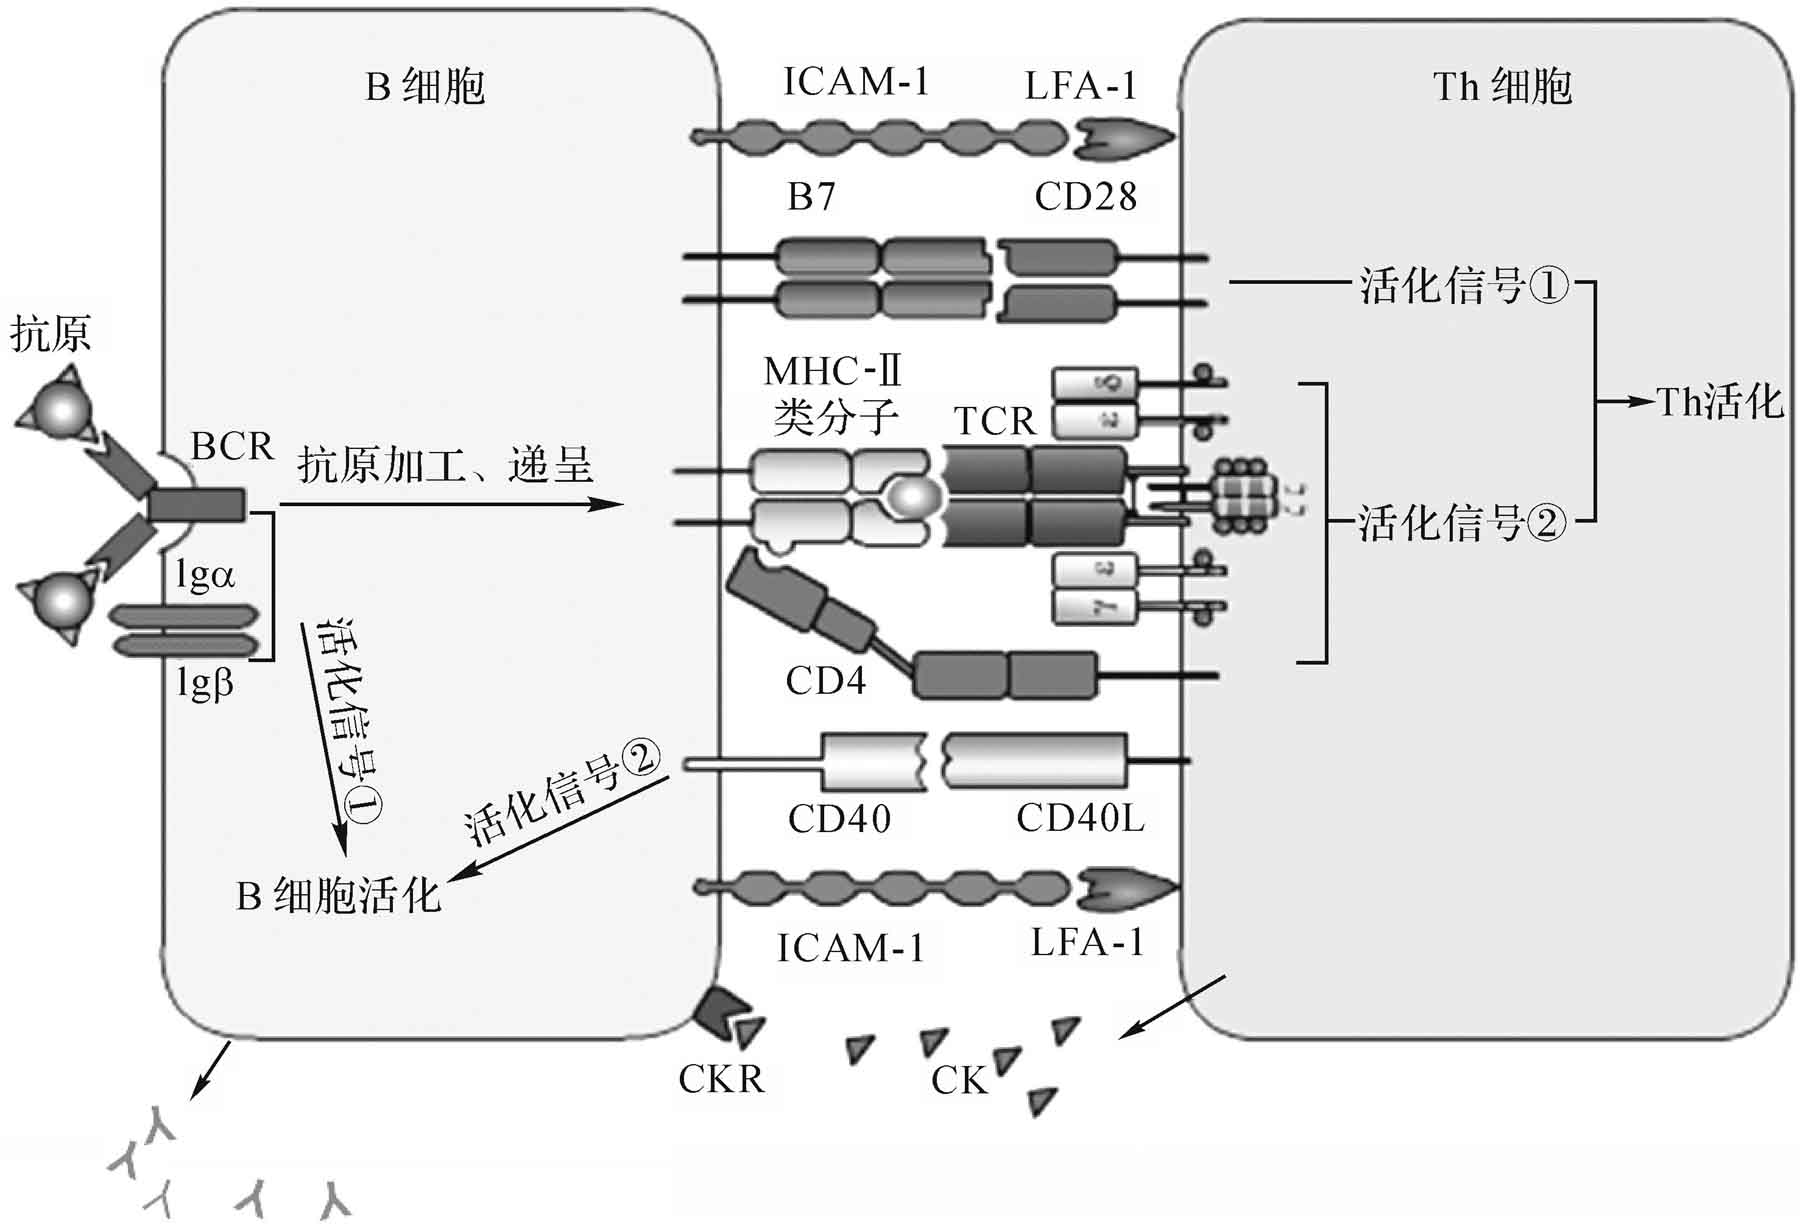 B 细胞
ICAM-1
LFA-1
Th 细胞
B7
CD28
活化信号①
抗原
MHC-Ⅱ
类分子
TCR
δ
ε
Th活化
BCR
抗原加工、递呈
活化信号②
Igα
ε
γ
Igβ
活化信号①
CD4
活化信号②
CD40
CD40L
B 细胞活化
ICAM-1
LFA-1
CKR
CK